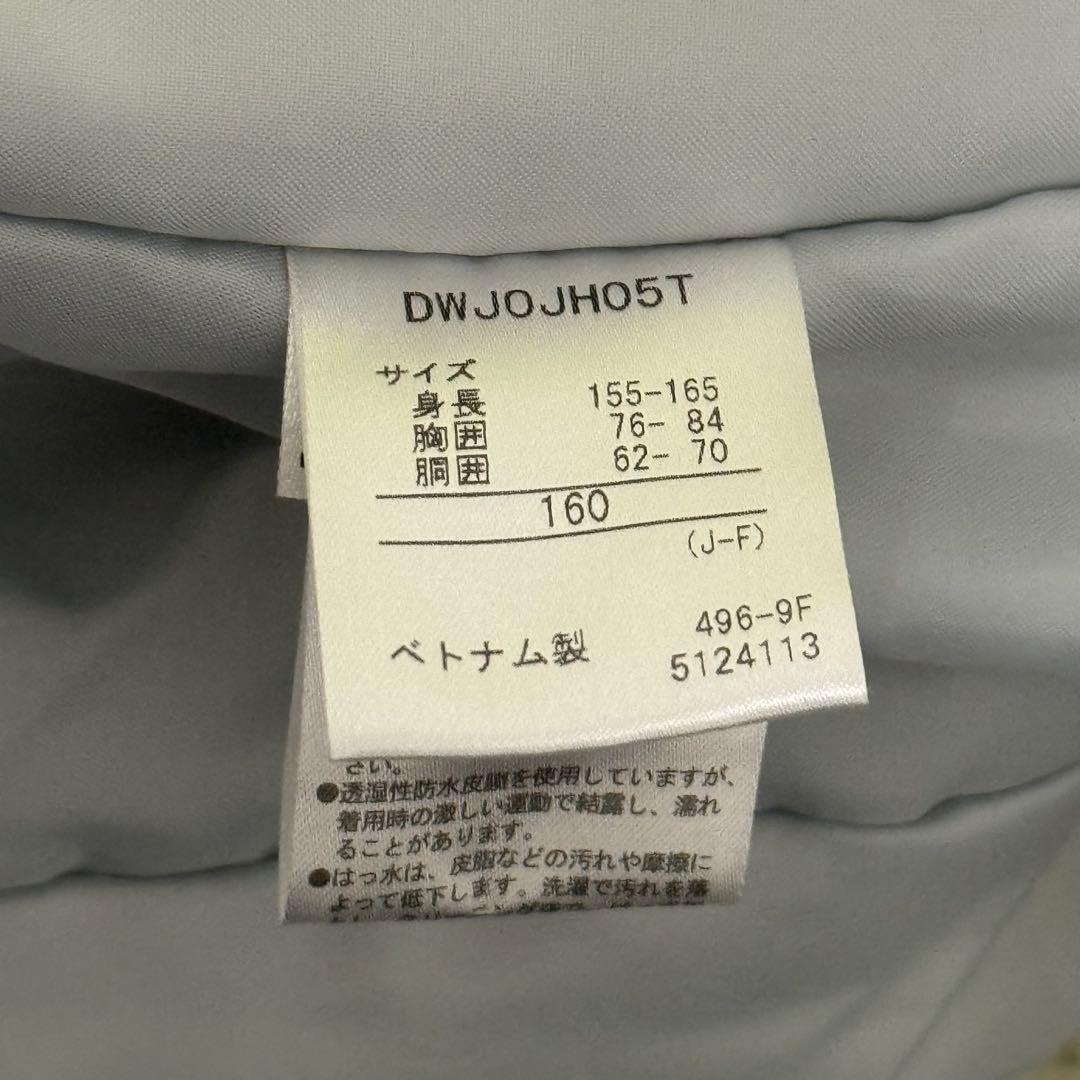 DWJOJH05T
サイズ
身長 155-165
胸囲 76- 84
胴囲 62- 70
160
(J-F)
496-9F
ベトナム製 5124113
さい。
●透湿性防水皮膜を使用していますが、
着用時の激しい運動で結露し、濡れ
ることがあります。
●はっ水は、皮脂などの汚れや摩擦に
よって低下します。洗濯で汚れを落